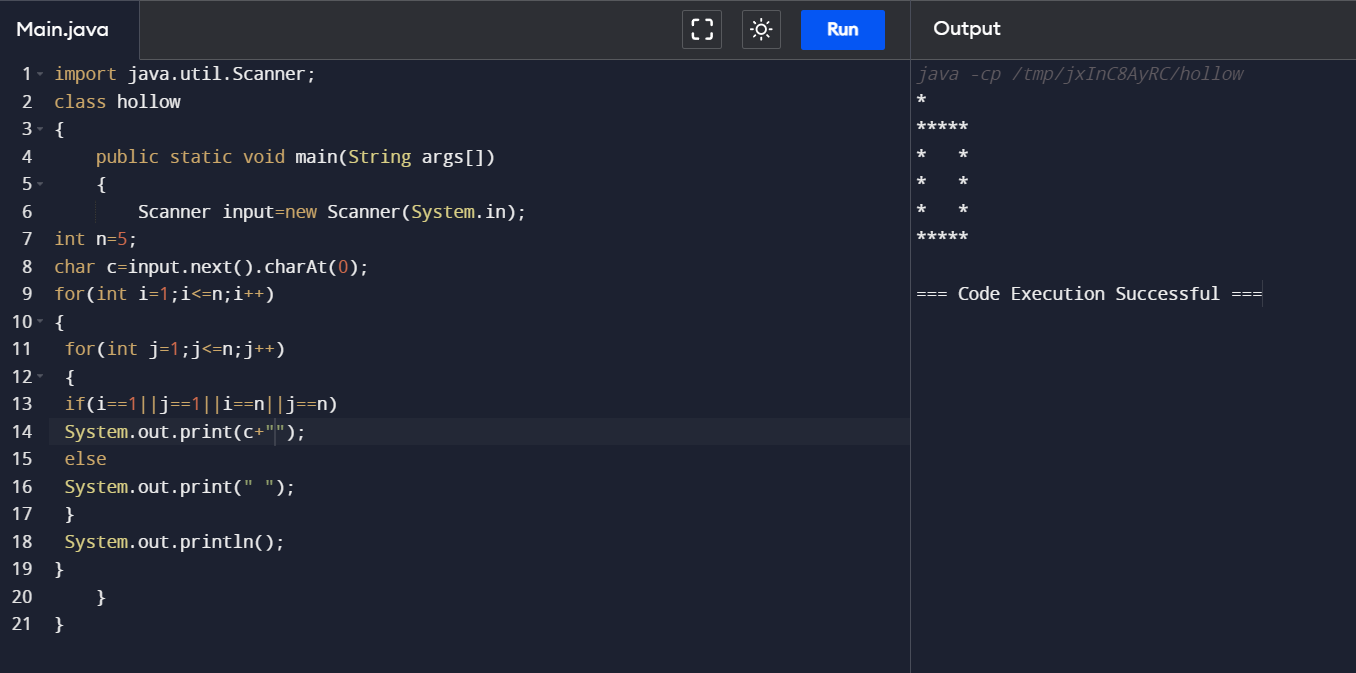 Main.java
Run
1 import java.util.Scanner;
2 class hollow
3 {
4     public static void main(String args[])
5     {
6         Scanner input=new Scanner(System.in);
7 int n=5;
8 char c=input.next().charAt(0);
9 for(int i=1;i<=n;i++)
10 {
11  for(int j=1;j<=n;j++)
12  {
13  if(i==1||j==1||i==n||j==n)
14  System.out.print(c+"");
15  else
16  System.out.print(" ");
17  }
18  System.out.println();
19 }
20     }
21 }
Output
java -cp /tmp/jxInC8AyRC/hollow
*
*****
*   *
*   *
*   *
*****
=== Code Execution Successful ===